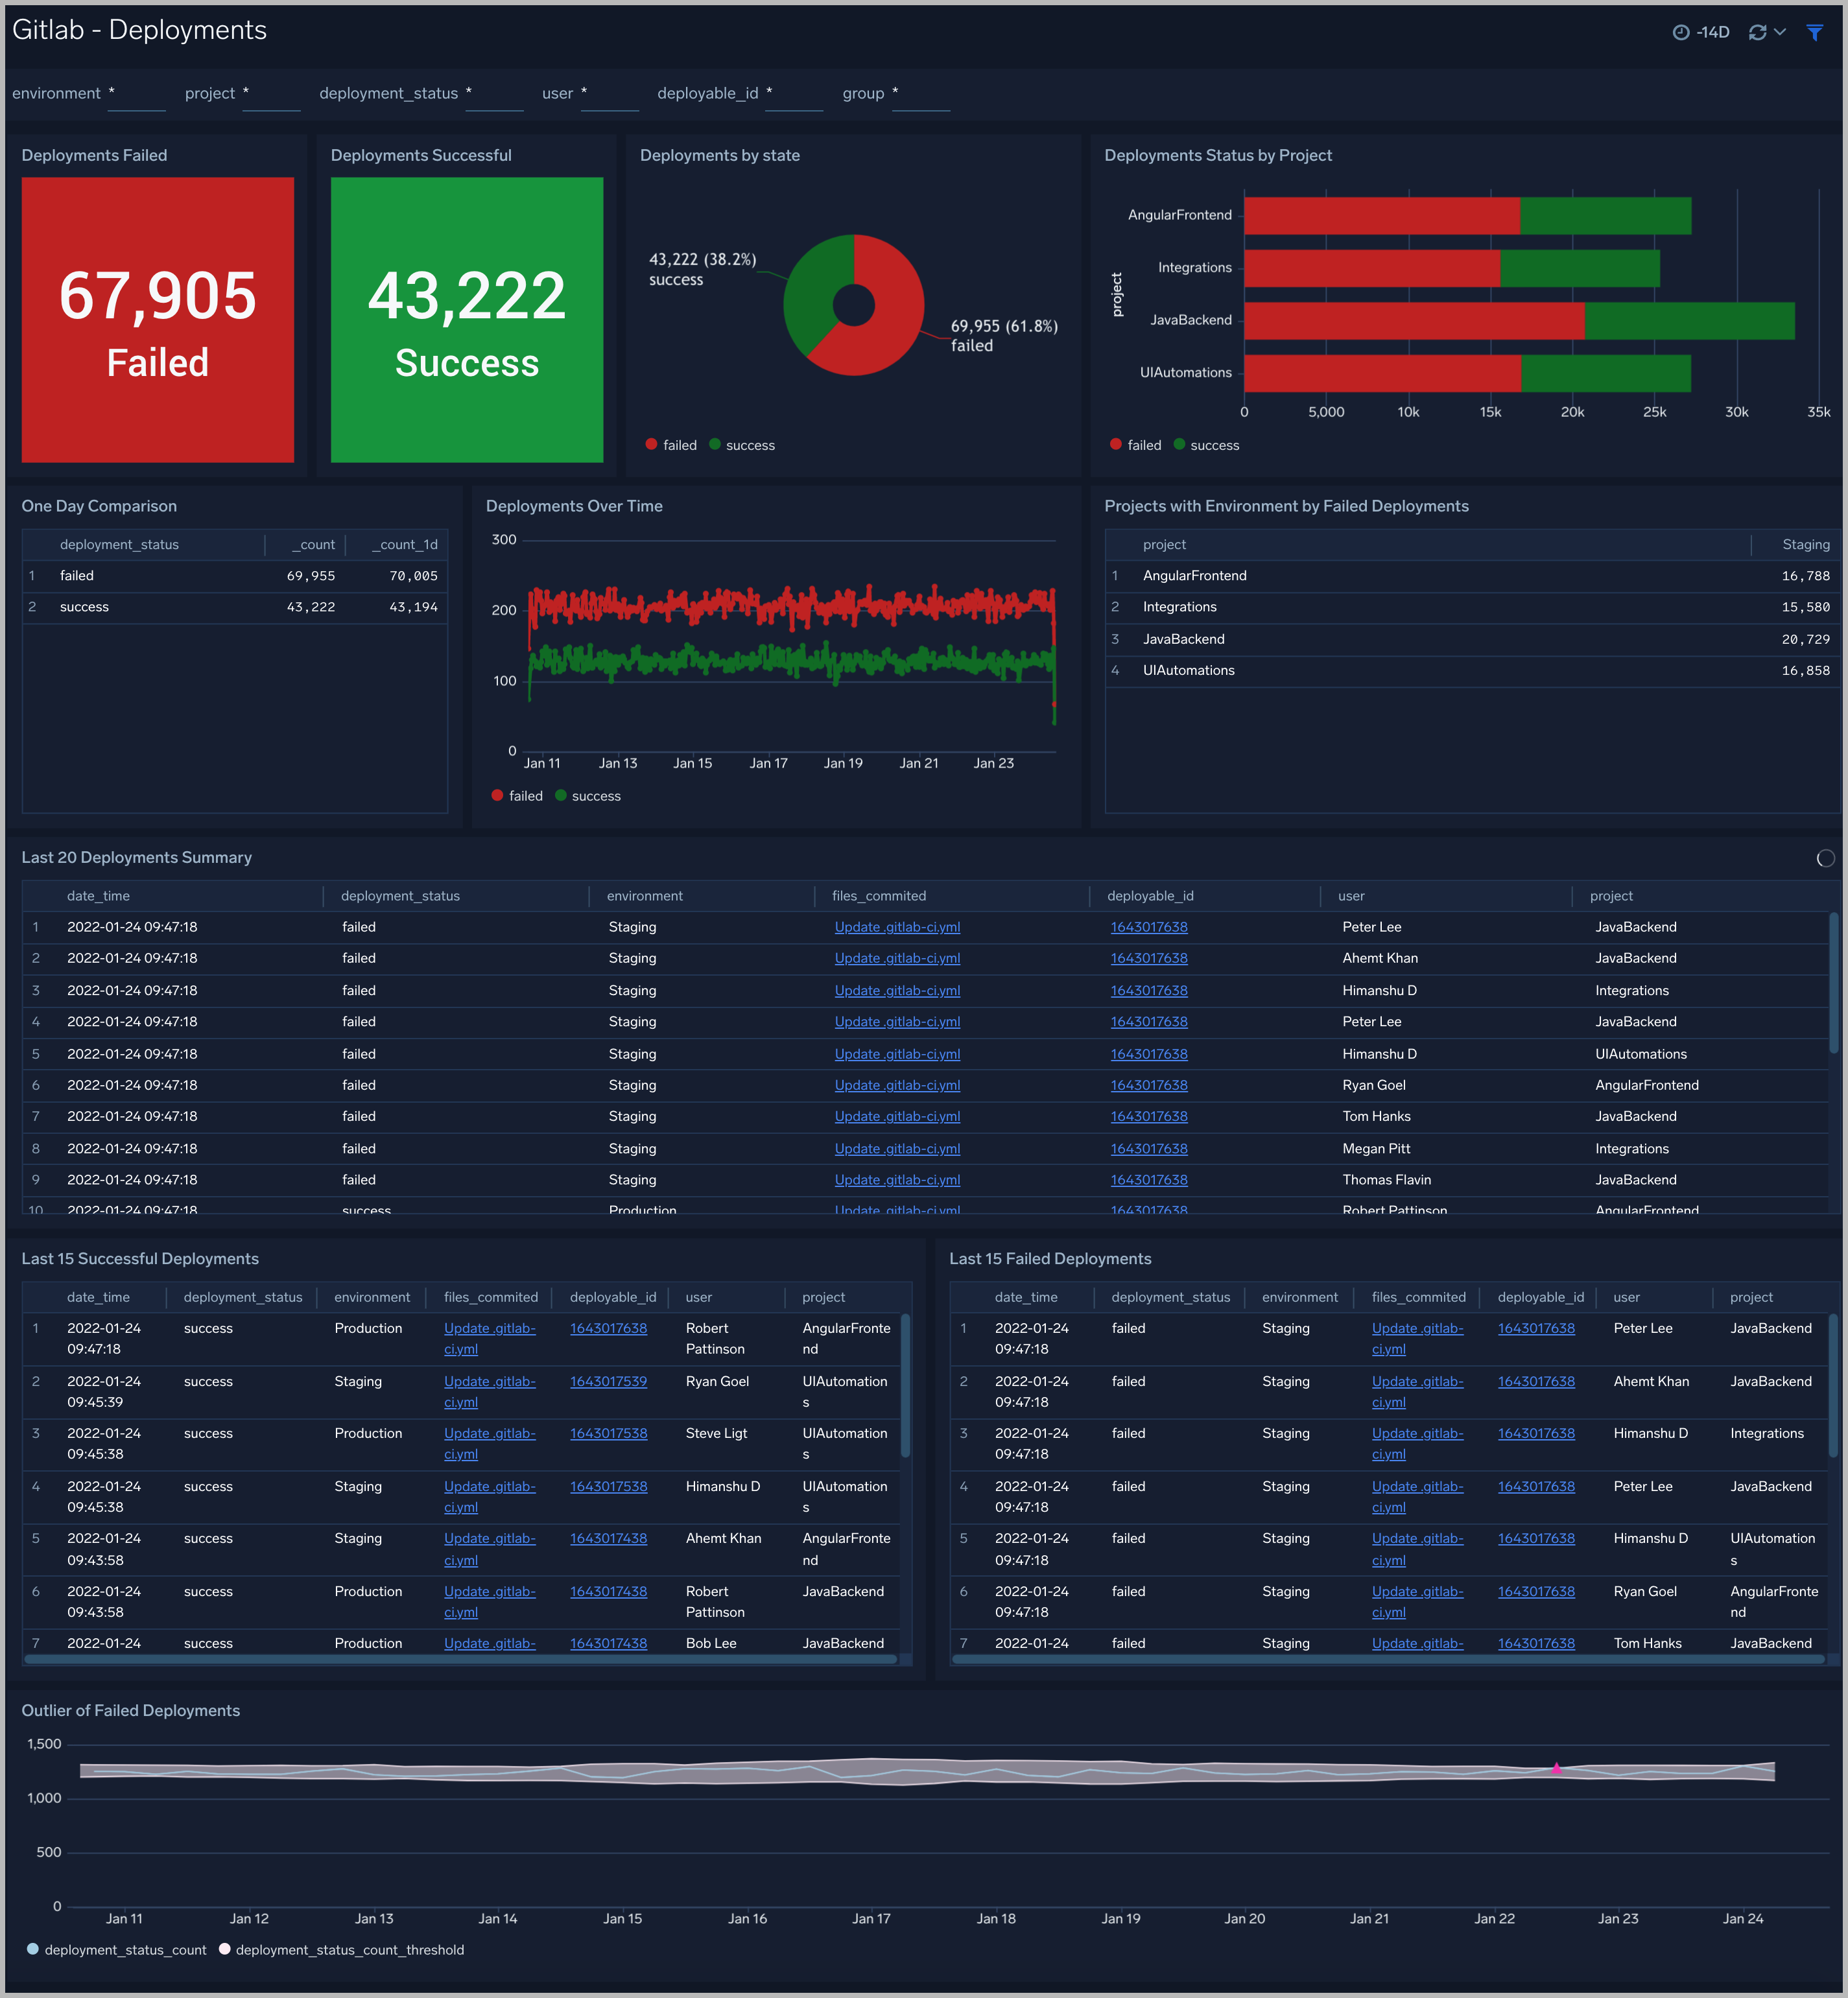 Gitlab - Deployments
-14D
environment * project * deployment_status * user * deployable_id * group *
Deployments Failed
67,905
Failed
Deployments Successful
43,222
Success
Deployments by state
43,222 (38.2%)
success
69,955 (61.8%)
failed
failed success
Deployments Status by Project
project
AngularFrontend
Integrations
JavaBackend
UIAutomations
0 5,000 10k 15k 20k 25k 30k 35k
failed success
One Day Comparison
deployment_status _count _count_1d
1 failed 69,955 70,005
2 success 43,222 43,194
Deployments Over Time
300
200
100
0
Jan 11 Jan 13 Jan 15 Jan 17 Jan 19 Jan 21 Jan 23
failed success
Projects with Environment by Failed Deployments
project Staging
1 AngularFrontend 16,788
2 Integrations 15,580
3 JavaBackend 20,729
4 UIAutomations 16,858
Last 20 Deployments Summary
date_time deployment_status environment files_commited deployable_id user project
1 2022-01-24 09:47:18 failed Staging Update .gitlab-ci.yml 1643017638 Peter Lee JavaBackend
2 2022-01-24 09:47:18 failed Staging Update .gitlab-ci.yml 1643017638 Ahemt Khan JavaBackend
3 2022-01-24 09:47:18 failed Staging Update .gitlab-ci.yml 1643017638 Himanshu D Integrations
4 2022-01-24 09:47:18 failed Staging Update .gitlab-ci.yml 1643017638 Peter Lee JavaBackend
5 2022-01-24 09:47:18 failed Staging Update .gitlab-ci.yml 1643017638 Himanshu D UIAutomations
6 2022-01-24 09:47:18 failed Staging Update .gitlab-ci.yml 1643017638 Ryan Goel AngularFrontend
7 2022-01-24 09:47:18 failed Staging Update .gitlab-ci.yml 1643017638 Tom Hanks JavaBackend
8 2022-01-24 09:47:18 failed Staging Update .gitlab-ci.yml 1643017638 Megan Pitt Integrations
9 2022-01-24 09:47:18 failed Staging Update .gitlab-ci.yml 1643017638 Thomas Flavin JavaBackend
10 2022-01-24 09:47:18 success Production Update .gitlab-ci.yml 1643017638 Robert Pattinson AngularFrontend
Last 15 Successful Deployments
date_time deployment_status environment files_commited deployable_id user project
1 2022-01-24 success Production Update .gitlab- 1643017638 Robert AngularFronte
09:47:18 ci.yml Pattinson nd
2 2022-01-24 success Staging Update .gitlab- 1643017539 Ryan Goel UIAutomation
09:45:39 ci.yml s
3 2022-01-24 success Production Update .gitlab- 1643017538 Steve Ligt UIAutomation
09:45:38 ci.yml s
4 2022-01-24 success Staging Update .gitlab- 1643017538 Himanshu D UIAutomation
09:45:38 ci.yml s
5 2022-01-24 success Staging Update .gitlab- 1643017438 Ahemt Khan AngularFronte
09:43:58 ci.yml nd
6 2022-01-24 success Production Update .gitlab- 1643017438 Robert JavaBackend
09:43:58 ci.yml Pattinson
7 2022-01-24 success Production Update .gitlab- 1643017438 Bob Lee JavaBackend
Last 15 Failed Deployments
date_time deployment_status environment files_commited deployable_id user project
1 2022-01-24 failed Staging Update .gitlab- 1643017638 Peter Lee JavaBackend
09:47:18 ci.yml
2 2022-01-24 failed Staging Update .gitlab- 1643017638 Ahemt Khan JavaBackend
09:47:18 ci.yml
3 2022-01-24 failed Staging Update .gitlab- 1643017638 Himanshu D Integrations
09:47:18 ci.yml
4 2022-01-24 failed Staging Update .gitlab- 1643017638 Peter Lee JavaBackend
09:47:18 ci.yml
5 2022-01-24 failed Staging Update .gitlab- 1643017638 Himanshu D UIAutomation
09:47:18 ci.yml s
6 2022-01-24 failed Staging Update .gitlab- 1643017638 Ryan Goel AngularFronte
09:47:18 ci.yml nd
7 2022-01-24 failed Staging Update .gitlab- 1643017638 Tom Hanks JavaBackend
Outlier of Failed Deployments
1,500
1,000
500
0
Jan 11 Jan 12 Jan 13 Jan 14 Jan 15 Jan 16 Jan 17 Jan 18 Jan 19 Jan 20 Jan 21 Jan 22 Jan 23 Jan 24
deployment_status_count deployment_status_count_threshold